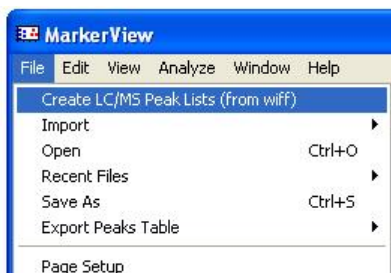 MarkerView
File Edit View Analyze Window Help
Create LC/MS Peak Lists (from wiff)
Import
Open Ctrl+O
Recent Files
Save As Ctrl+S
Export Peaks Table
Page Setup